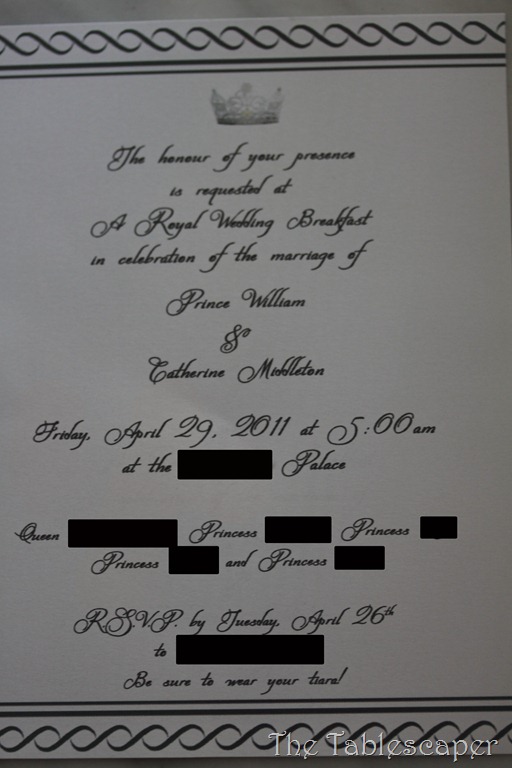 The honour of your presence
is requested at
A Royal Wedding Breakfast
in celebration of the marriage of
Prince William
&
Catherine Middleton
Friday, April 29, 2011 at 5:00am
at the Palace
Queen Princess Princess
Princess and Princess
R.S.V.P. by Tuesday, April 26th
to
Be sure to wear your tiara!
The Tablescaper